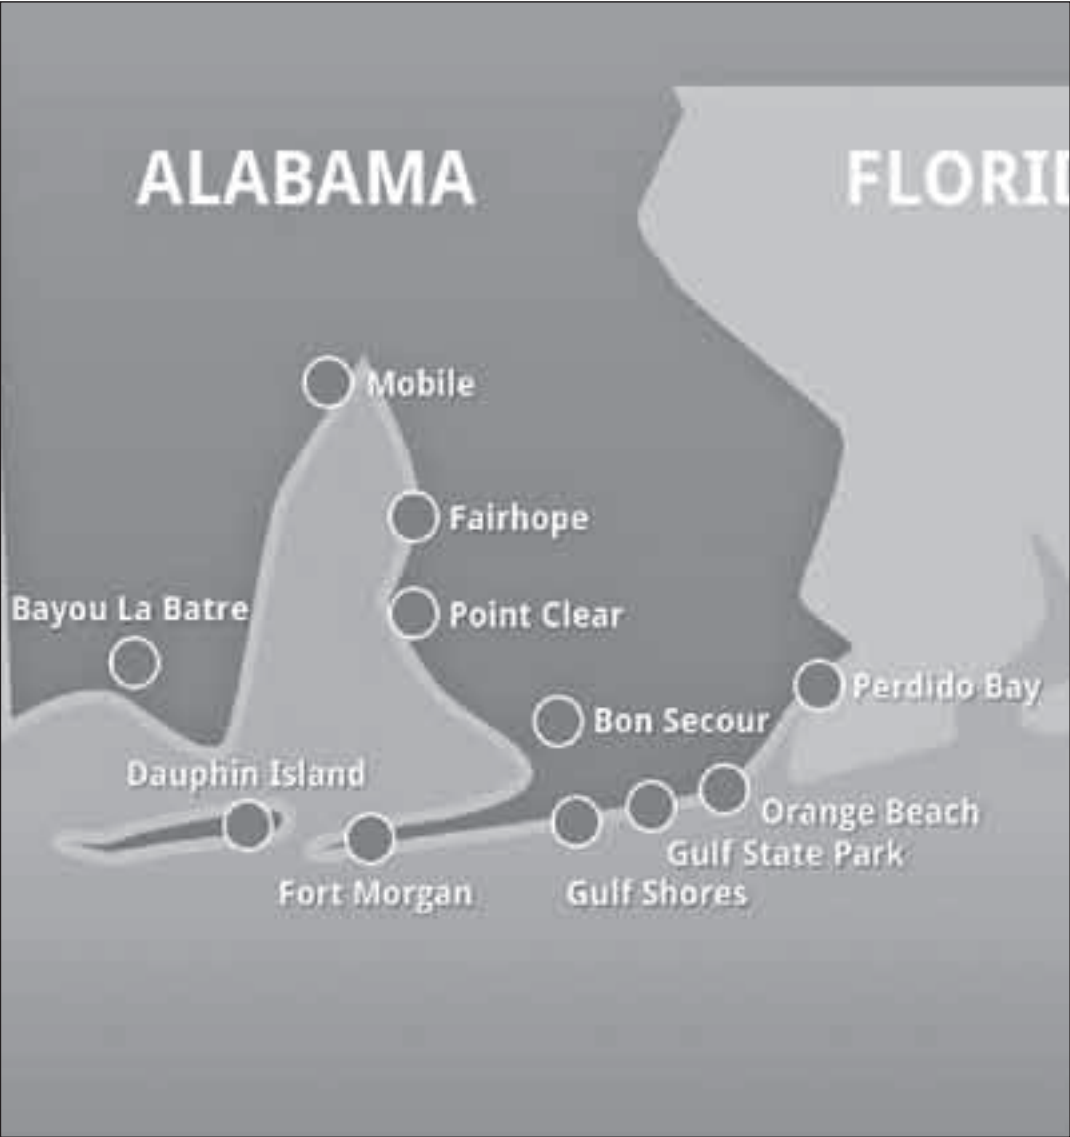 ALABAMA
FLORID
Mobile
Fairhope
Bayou La Batre
Point Clear
Perdido Bay
Bon Secour
Dauphin Island
Orange Beach
Gulf State Park
Fort Morgan
Gulf Shores